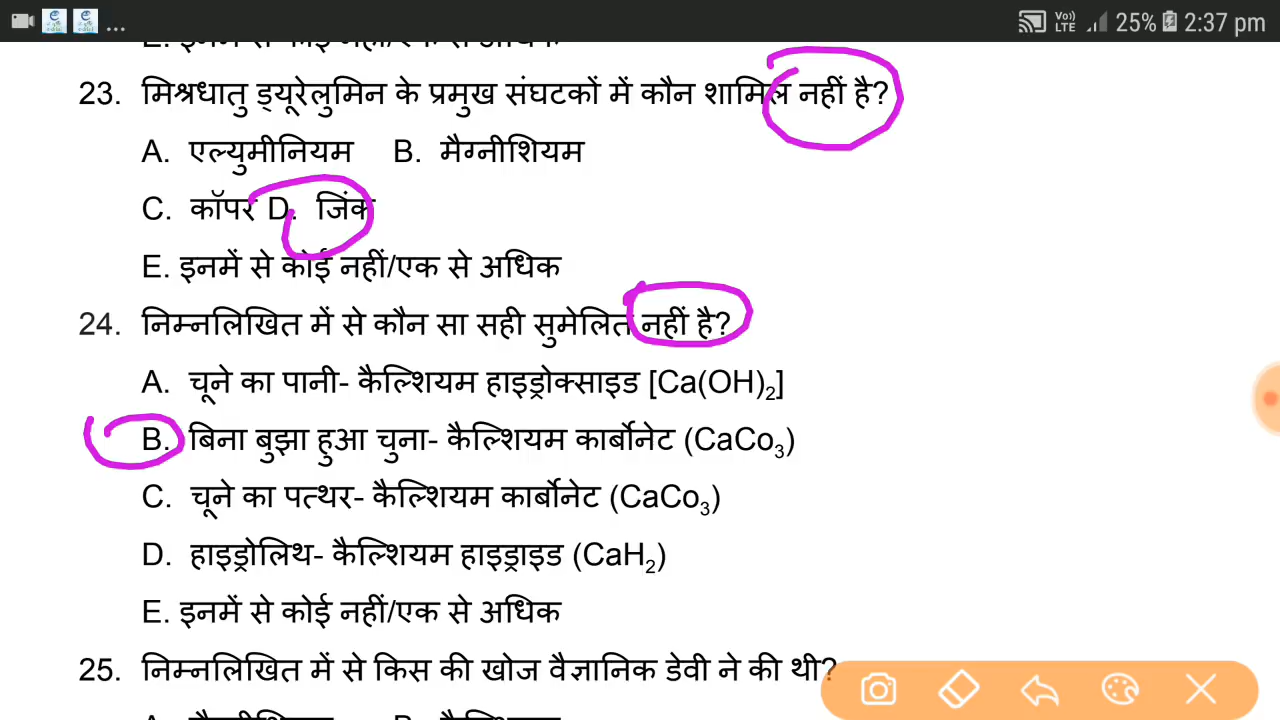 ... Vo)) LTE 25% 2:37 pm
23. मिश्रधातु ड्यूरेलुमिन के प्रमुख संघटकों में कौन शामिल नहीं है?
A. एल्युमीनियम B. मैग्नीशियम
C. कॉपर D. जिंक
E. इनमें से कोई नहीं/एक से अधिक
24. निम्नलिखित में से कौन सा सही सुमेलित नहीं है?
A. चूने का पानी- कैल्शियम हाइड्रोक्साइड [Ca(OH)₂]
B. बिना बुझा हुआ चुना- कैल्शियम कार्बोनेट (CaCo₃)
C. चूने का पत्थर- कैल्शियम कार्बोनेट (CaCo₃)
D. हाइड्रोलिथ- कैल्शियम हाइड्राइड (CaH₂)
E. इनमें से कोई नहीं/एक से अधिक
25. निम्नलिखित में से किस की खोज वैज्ञानिक डेवी ने की थी?